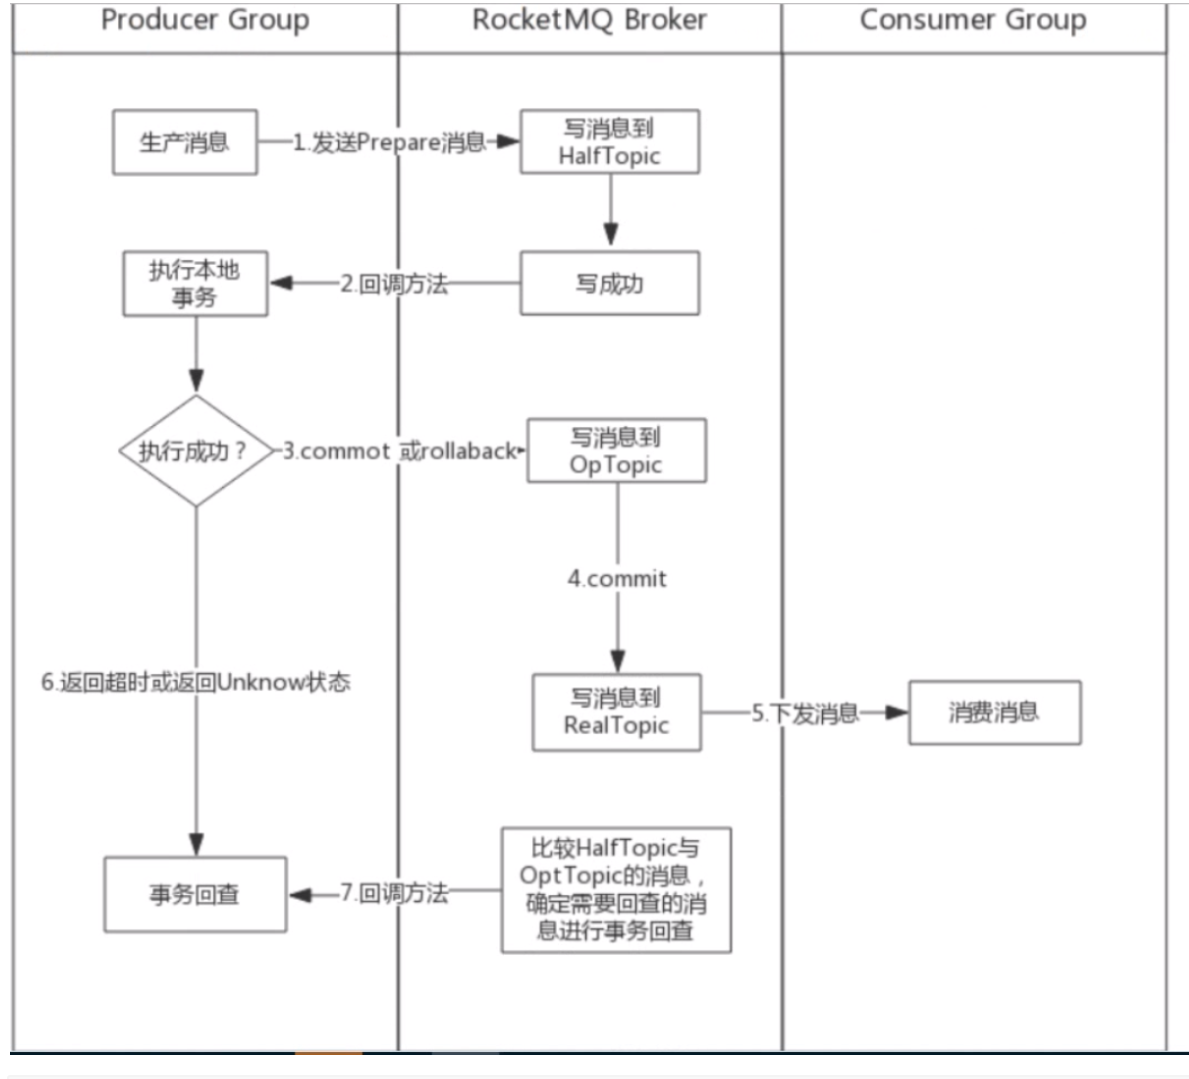 Producer Group
RocketMQ Broker
Consumer Group
生产消息
1.发送Prepare消息
写消息到
HalfTopic
执行本地
事务
2.回调方法
写成功
执行成功？
3.commot 或rollaback
写消息到
OpTopic
4.commit
6.返回超时或返回Unknow状态
写消息到
RealTopic
5.下发消息
消费消息
事务回查
7.回调方法
比较HalfTopic与
OptTopic的消息，
确定需要回查的消
息进行事务回查